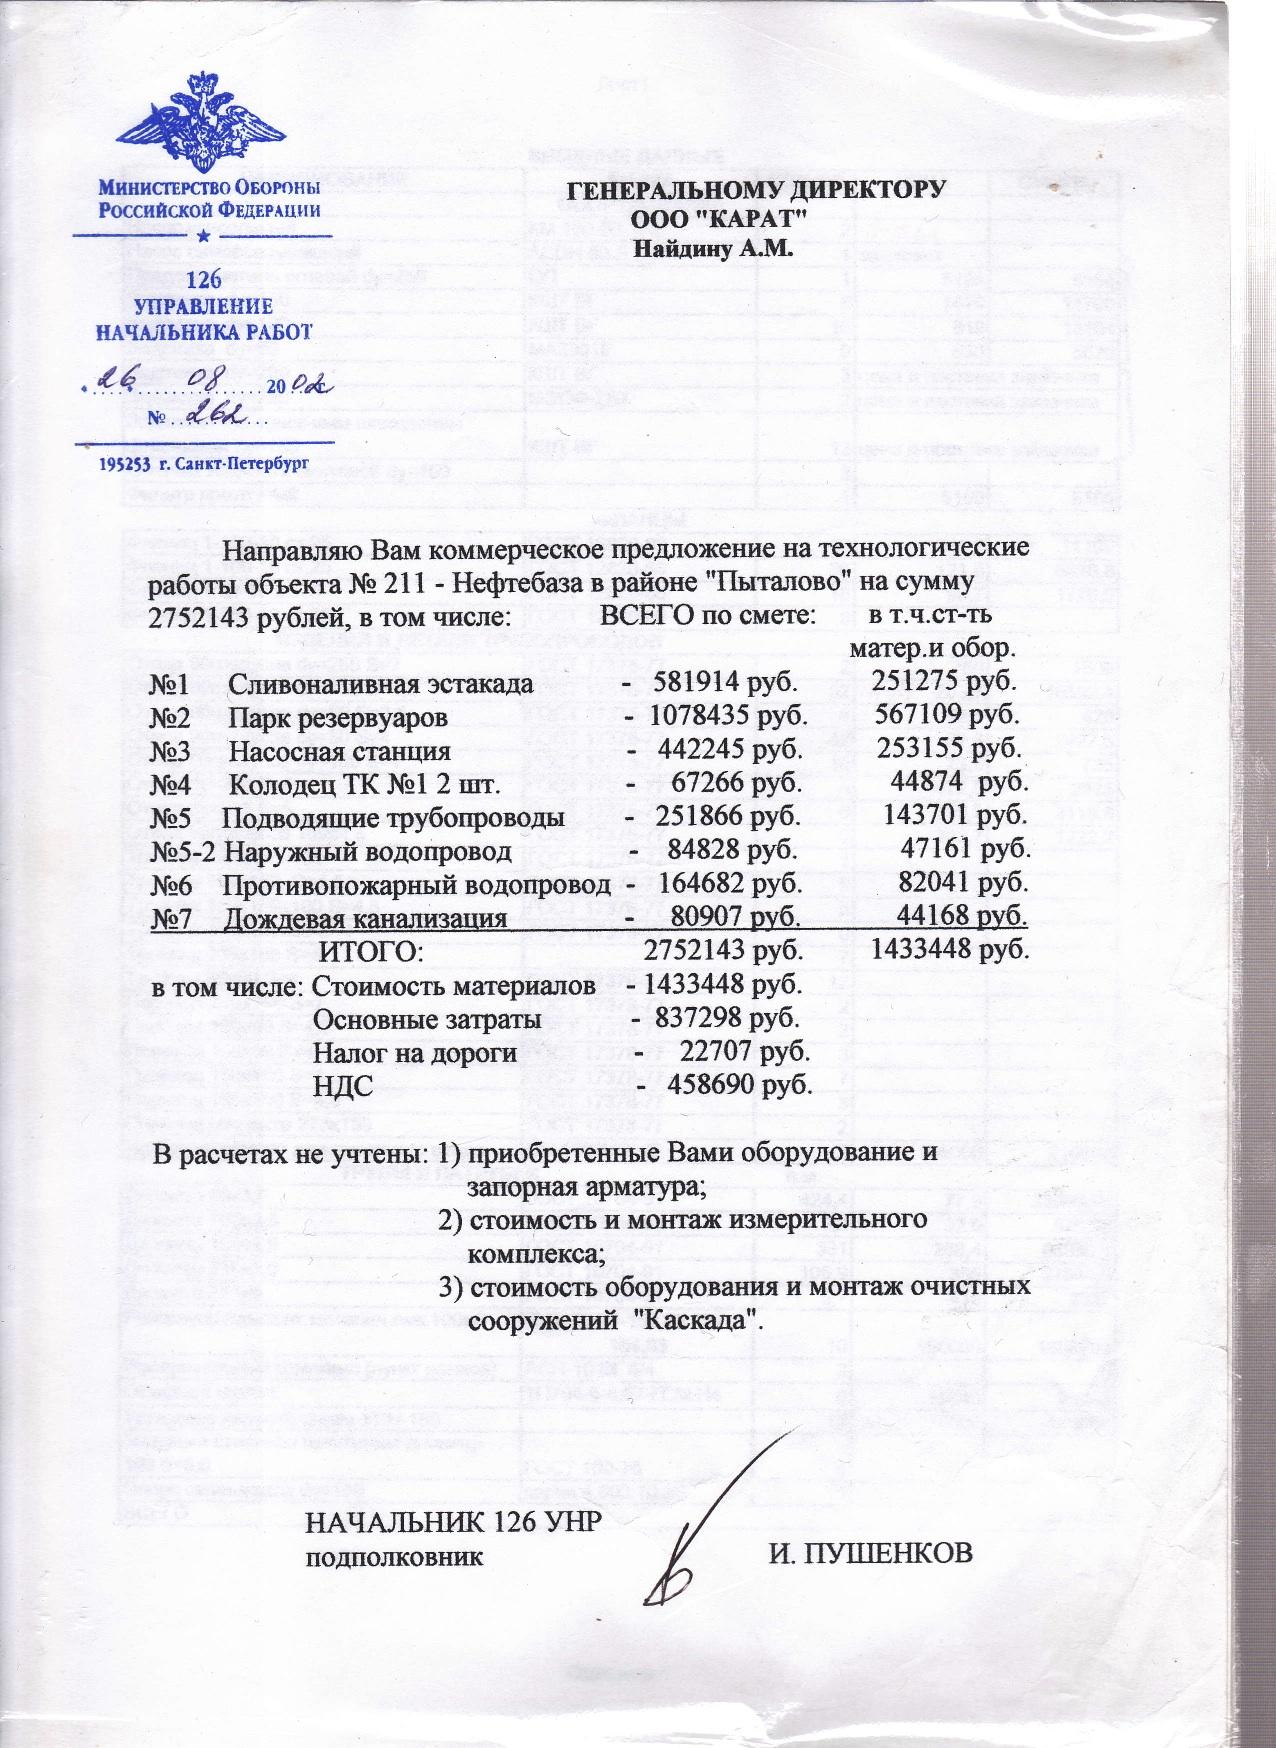 Министерство Обороны
Российской Федерации
126
УПРАВЛЕНИЕ
НАЧАЛЬНИКА РАБОТ
26 08 2002 г.
№ 262
195253 г. Санкт-Петербург
ГЕНЕРАЛЬНОМУ ДИРЕКТОРУ
ООО "КАРАТ"
Найдину А.М.
Направляю Вам коммерческое предложение на технологические
работы объекта № 211 - Нефтебаза в районе "Пыталово" на сумму
2752143 рублей, в том числе: ВСЕГО по смете: в т.ч.ст-ть
матер.и обор.
№1 Сливоналивная эстакада - 581914 руб. 251275 руб.
№2 Парк резервуаров - 1078435 руб. 567109 руб.
№3 Насосная станция - 442245 руб. 253155 руб.
№4 Колодец ТК №1 2 шт. - 67266 руб. 44874 руб.
№5 Подводящие трубопроводы - 251866 руб. 143701 руб.
№5-2 Наружный водопровод - 84828 руб. 47161 руб.
№6 Противопожарный водопровод - 164682 руб. 82041 руб.
№7 Дождевая канализация - 80907 руб. 44168 руб.
ИТОГО: 2752143 руб. 1433448 руб.
в том числе: Стоимость материалов - 1433448 руб.
Основные затраты - 837298 руб.
Налог на дороги - 22707 руб.
НДС - 458690 руб.
В расчетах не учтены: 1) приобретенные Вами оборудование и
запорная арматура;
2) стоимость и монтаж измерительного
комплекса;
3) стоимость оборудования и монтаж очистных
сооружений "Каскада".
НАЧАЛЬНИК 126 УНР
подполковник И. ПУШЕНКОВ